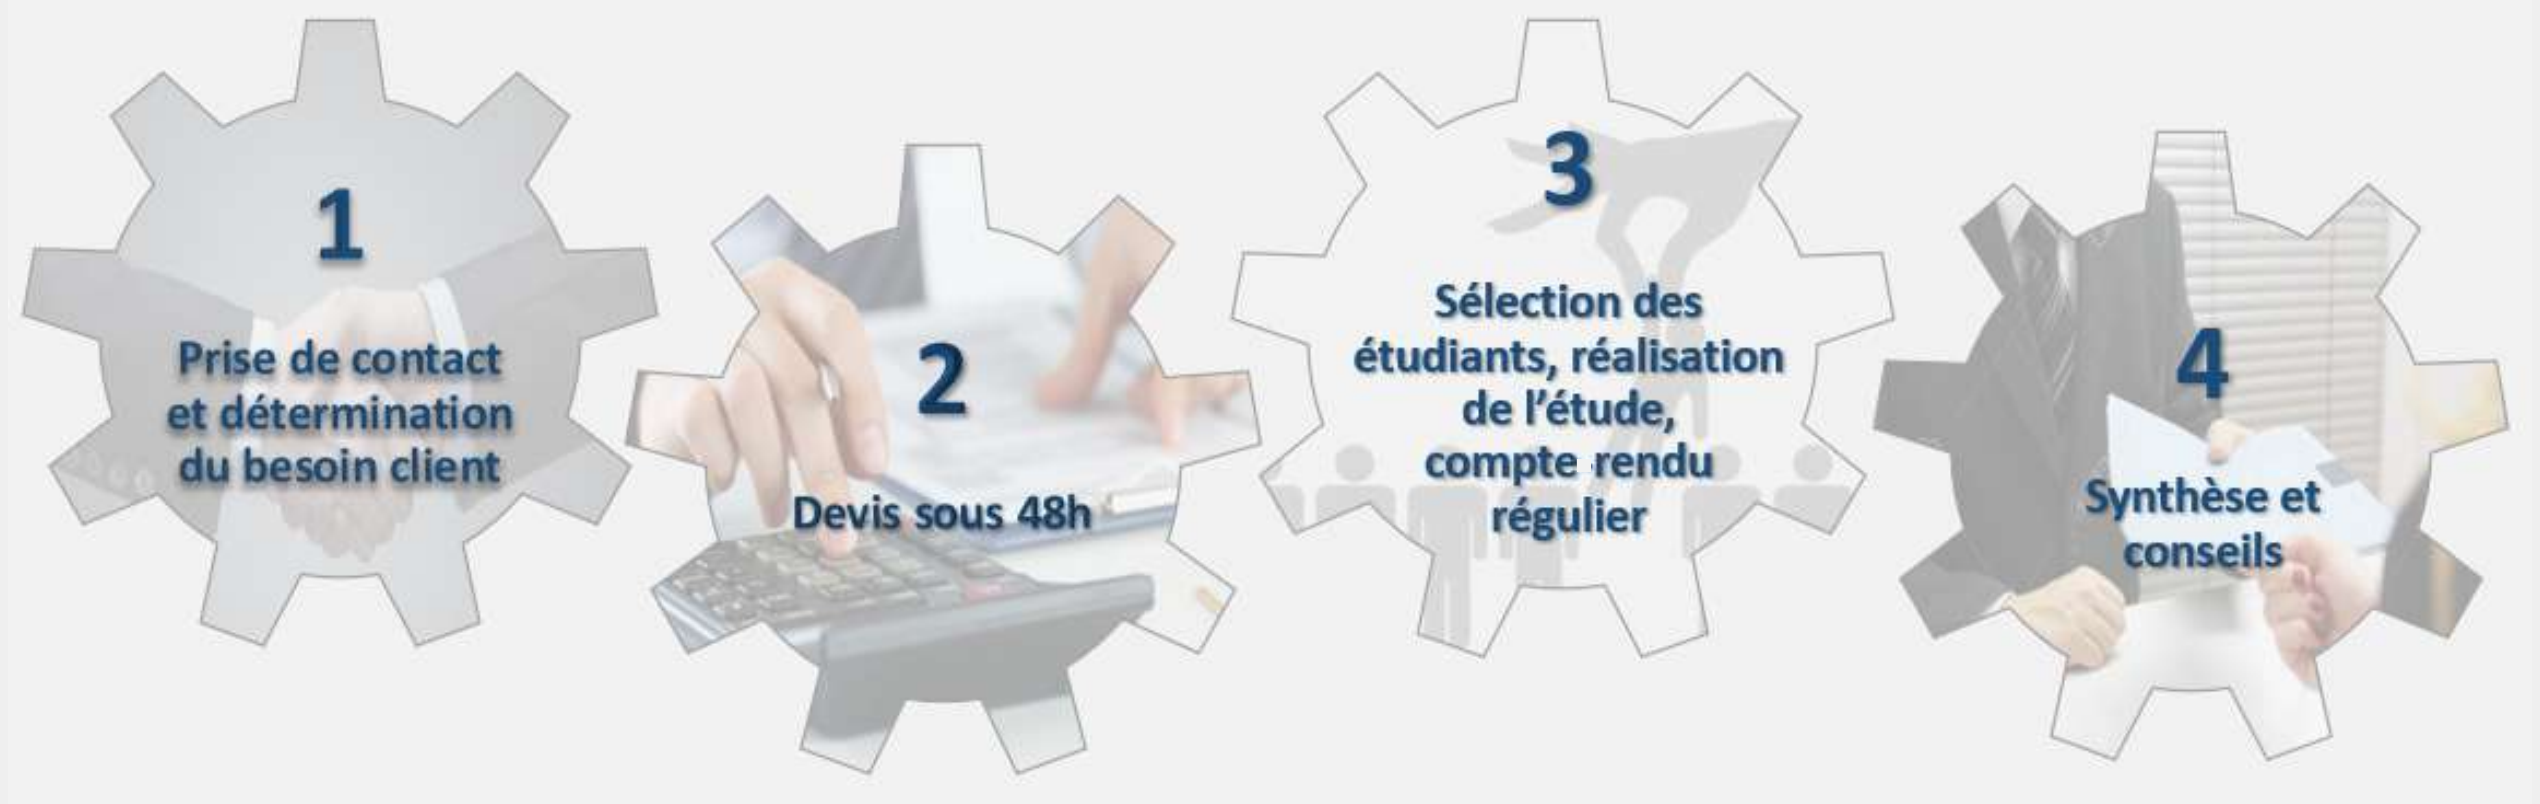 1
Prise de contact
et détermination
du besoin client
2
Devis sous 48h
3
Sélection des
étudiants, réalisation
de l’étude,
compte rendu
régulier
4
Synthèse et
conseils